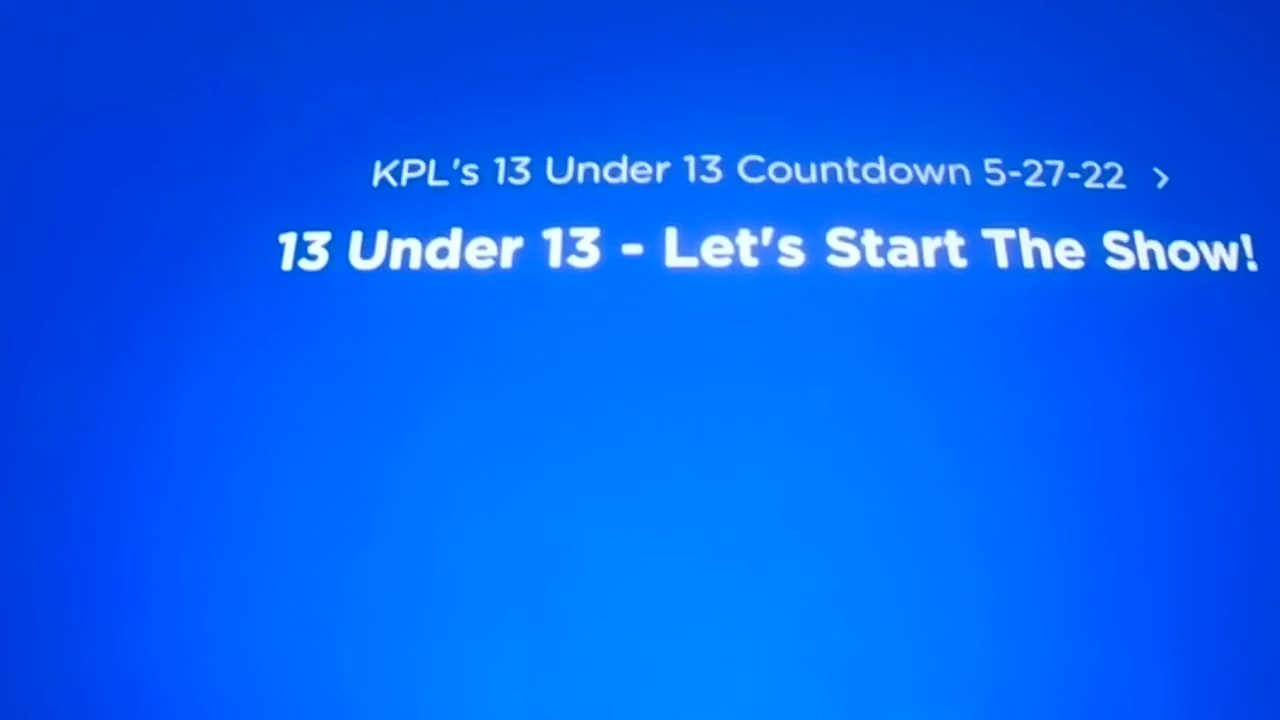 KPL's 13 Under 13 Countdown 5-27-22 >
13 Under 13 - Let's Start The Show!